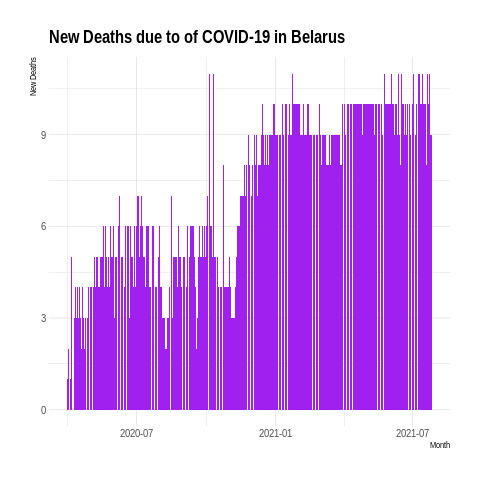 New Deaths due to of COVID-19 in Belarus
New Deaths
9
6
3
0
2020-07
2021-01
2021-07
Month